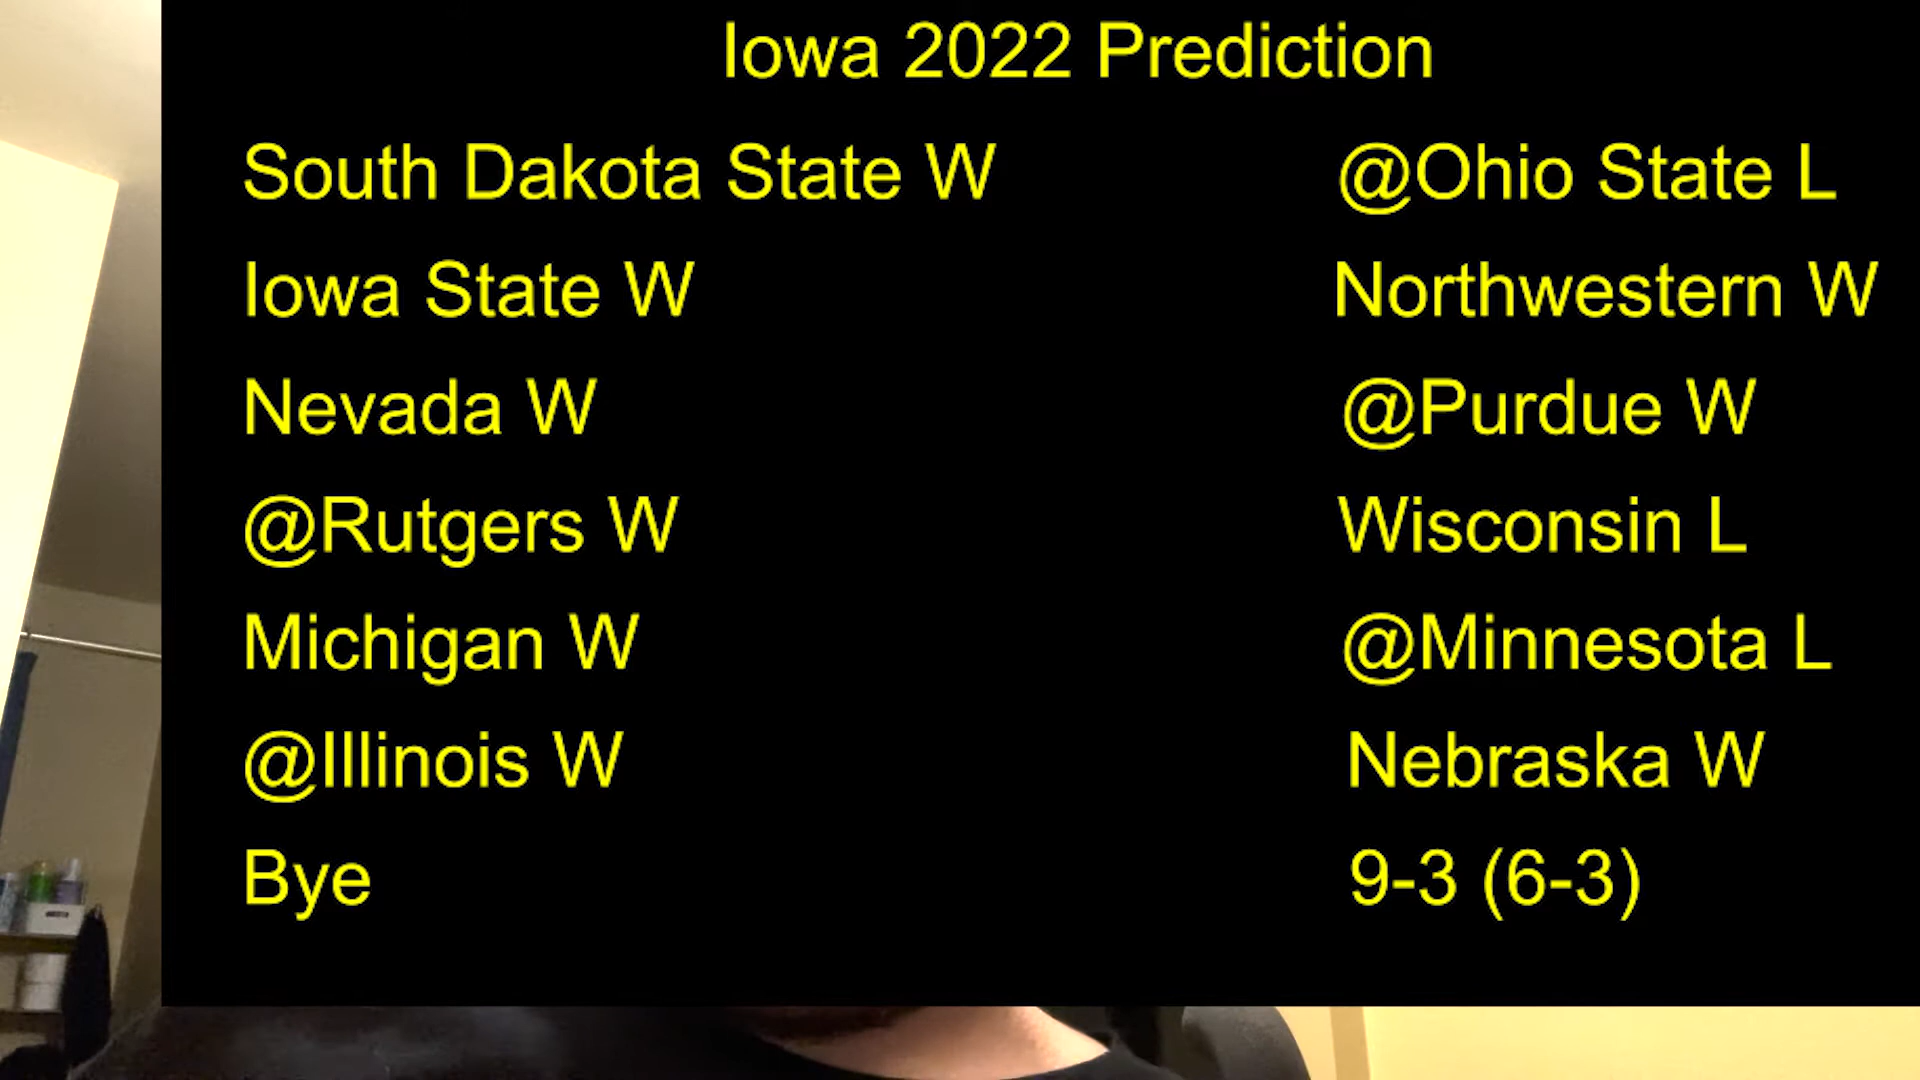 Iowa 2022 Prediction
South Dakota State W
Iowa State W
Nevada W
@Rutgers W
Michigan W
@Illinois W
Bye
@Ohio State L
Northwestern W
@Purdue W
Wisconsin L
@Minnesota L
Nebraska W
9-3 (6-3)